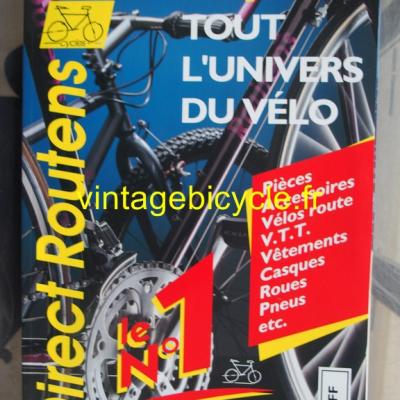 cycles
Direct Routens
TOUT
L'UNIVERS
DU VÉLO
vintagebicycle.fr
Pièces
Accessoires
Vélos route
V.T.T.
Vêtements
Casques
Roues
Pneus
etc.
le
N°1
FF